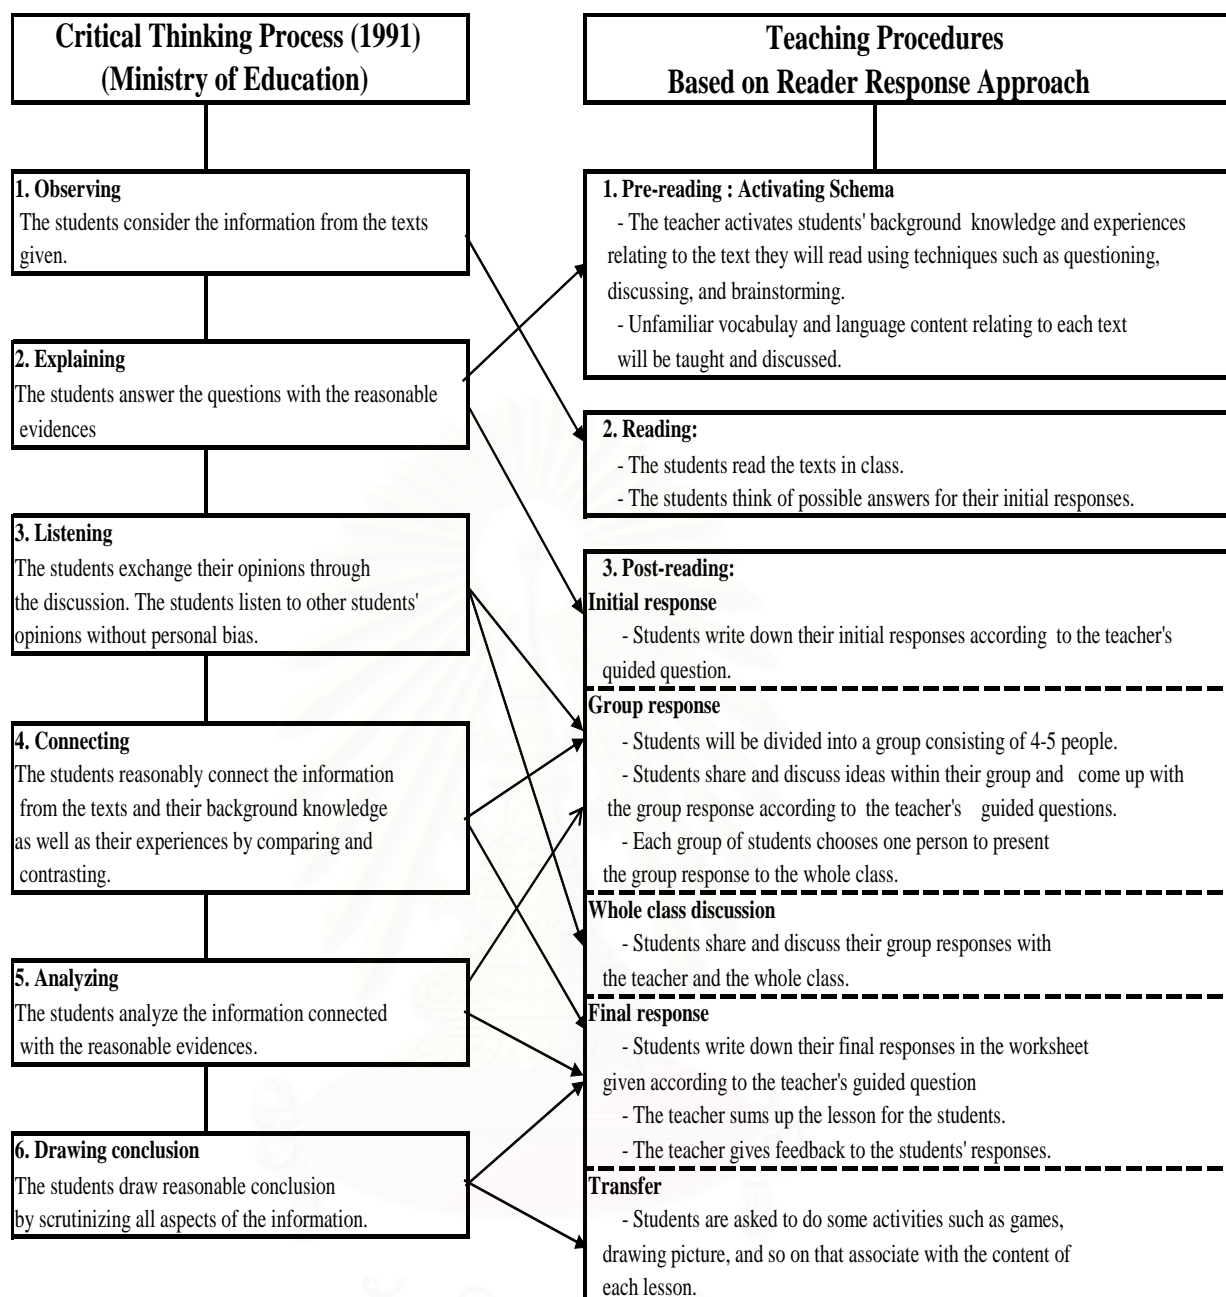 Critical Thinking Process (1991)
(Ministry of Education)
1. Observing
The students consider the information from the texts
given.
2. Explaining
The students answer the questions with the reasonable
evidences
3. Listening
The students exchange their opinions through
the discussion. The students listen to other students'
opinions without personal bias.
4. Connecting
The students reasonably connect the information
from the texts and their background knowledge
as well as their experiences by comparing and
contrasting.
5. Analyzing
The students analyze the information connected
with the reasonable evidences.
6. Drawing conclusion
The students draw reasonable conclusion
by scrutinizing all aspects of the information.
Teaching Procedures
Based on Reader Response Approach
1. Pre-reading : Activating Schema
- The teacher activates students' background knowledge and experiences
relating to the text they will read using techniques such as questioning,
discussing, and brainstorming.
- Unfamiliar vocabulay and language content relating to each text
will be taught and discussed.
2. Reading:
- The students read the texts in class.
- The students think of possible answers for their initial responses.
3. Post-reading:
Initial response
- Students write down their initial responses according to the teacher's
quided question.
Group response
- Students will be divided into a group consisting of 4-5 people.
- Students share and discuss ideas within their group and come up with
the group response according to the teacher's guided questions.
- Each group of students chooses one person to present
the group response to the whole class.
Whole class discussion
- Students share and discuss their group responses with
the teacher and the whole class.
Final response
- Students write down their final responses in the worksheet
given according to the teacher's guided question
- The teacher sums up the lesson for the students.
- The teacher gives feedback to the students' responses.
Transfer
- Students are asked to do some activities such as games,
drawing picture, and so on that associate with the content of
each lesson.